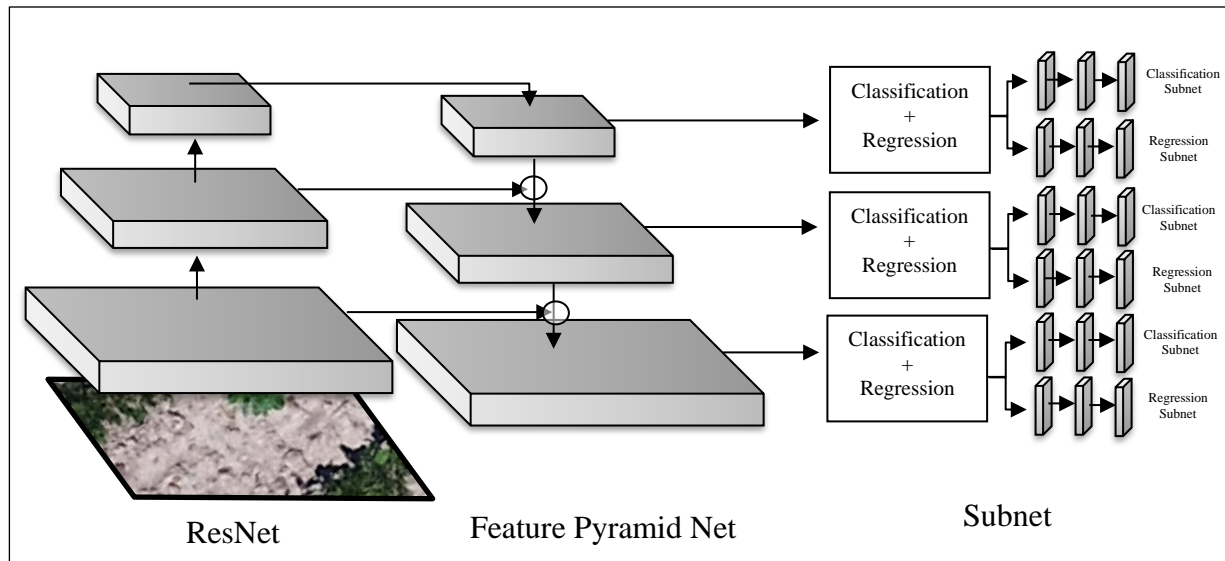 Classification
+
Regression
Classification
Subnet
Regression
Subnet
Classification
+
Regression
Classification
Subnet
Regression
Subnet
Classification
+
Regression
Classification
Subnet
Regression
Subnet
ResNet
Feature Pyramid Net
Subnet